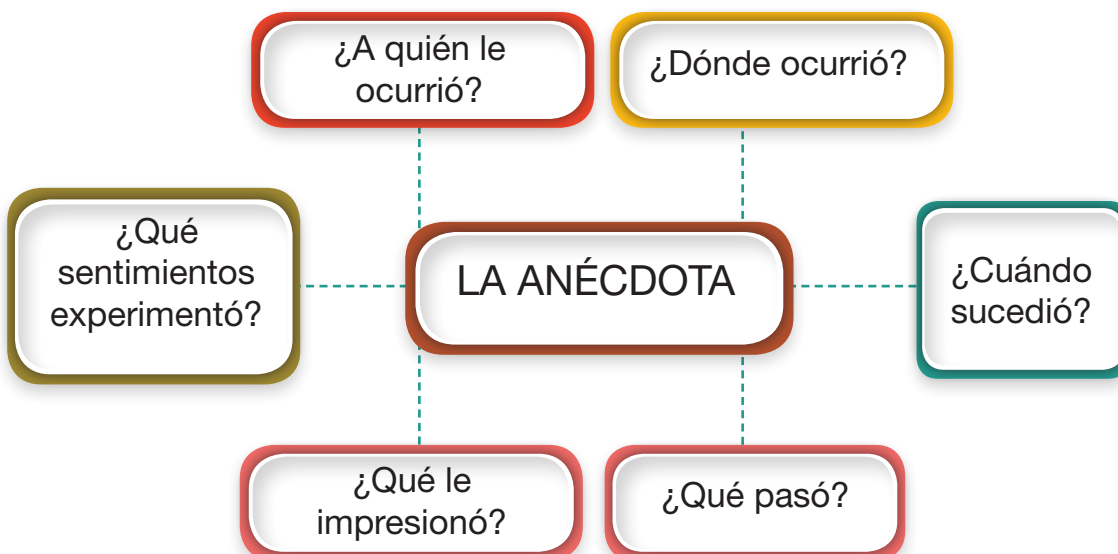 ¿A quién le
ocurrió?
¿Dónde ocurrió?
¿Qué
sentimientos
experimentó?
LA ANÉCDOTA
¿Cuándo
sucedió?
¿Qué le
impresionó?
¿Qué pasó?